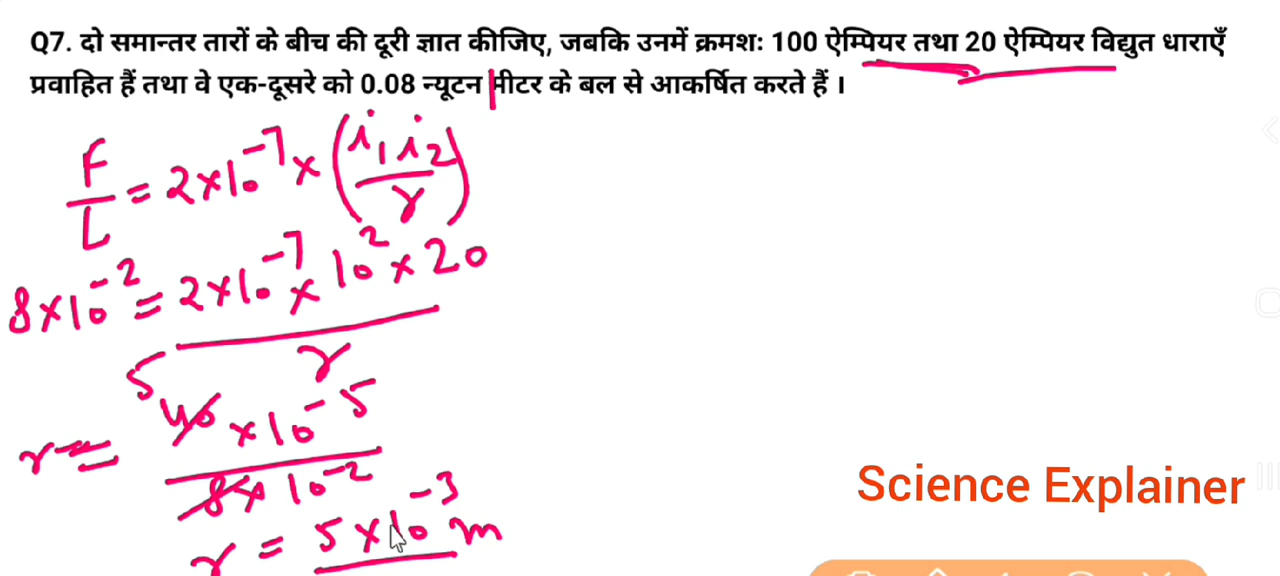 Q7. दो समान्तर तारों के बीच की दूरी ज्ञात कीजिए, जबकि उनमें क्रमशः 100 ऐम्पियर तथा 20 ऐम्पियर विद्युत धाराएँ
प्रवाहित हैं तथा वे एक-दूसरे को 0.08 न्यूटन मीटर के बल से आकर्षित करते हैं ।
F/L = 2×10⁻⁷ × (i₁i₂/r)
8×10⁻² = 2×10⁻⁷ × 10² × 20
r
5
r = 40 × 10⁻⁵
8× 10⁻²
r = 5 × 10⁻³ m
Science Explainer